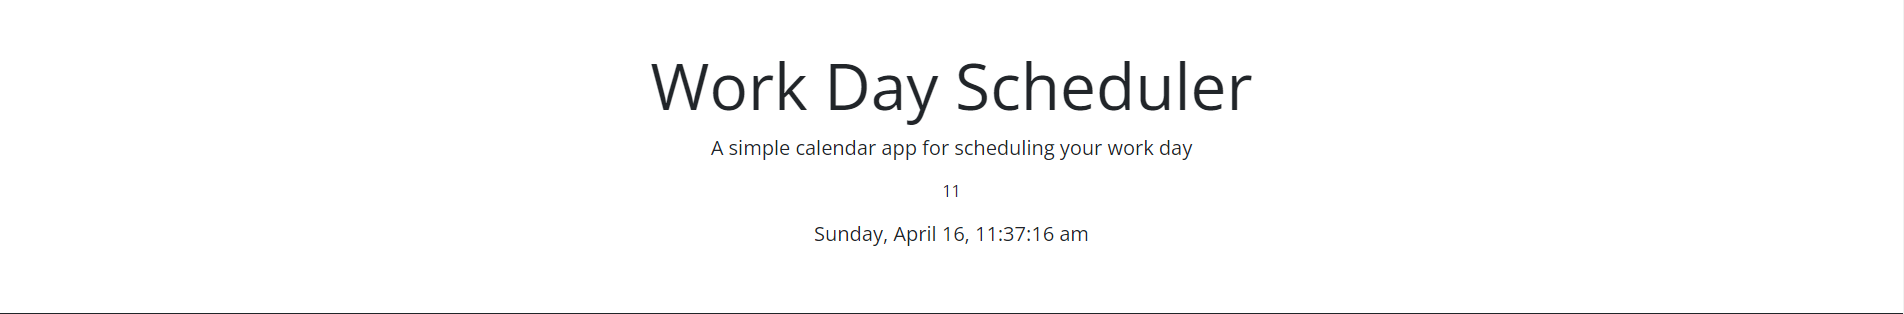 Work Day Scheduler
A simple calendar app for scheduling your work day
11
Sunday, April 16, 11:37:16 am